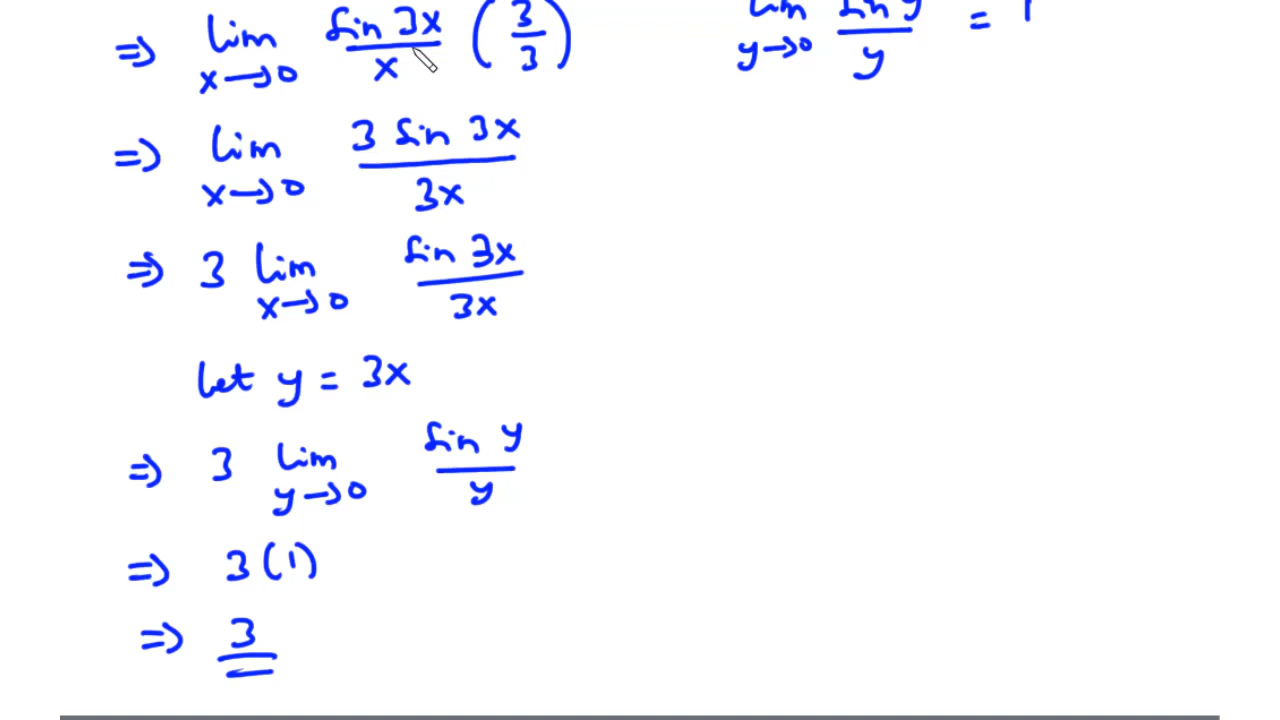 ⇒ lim x→0 sin 3x / x (3/3)
lim y→0 sin y / y = 1
⇒ lim x→0 3 sin 3x / 3x
⇒ 3 lim x→0 sin 3x / 3x
let y = 3x
⇒ 3 lim y→0 sin y / y
⇒ 3 (1)
⇒ 3